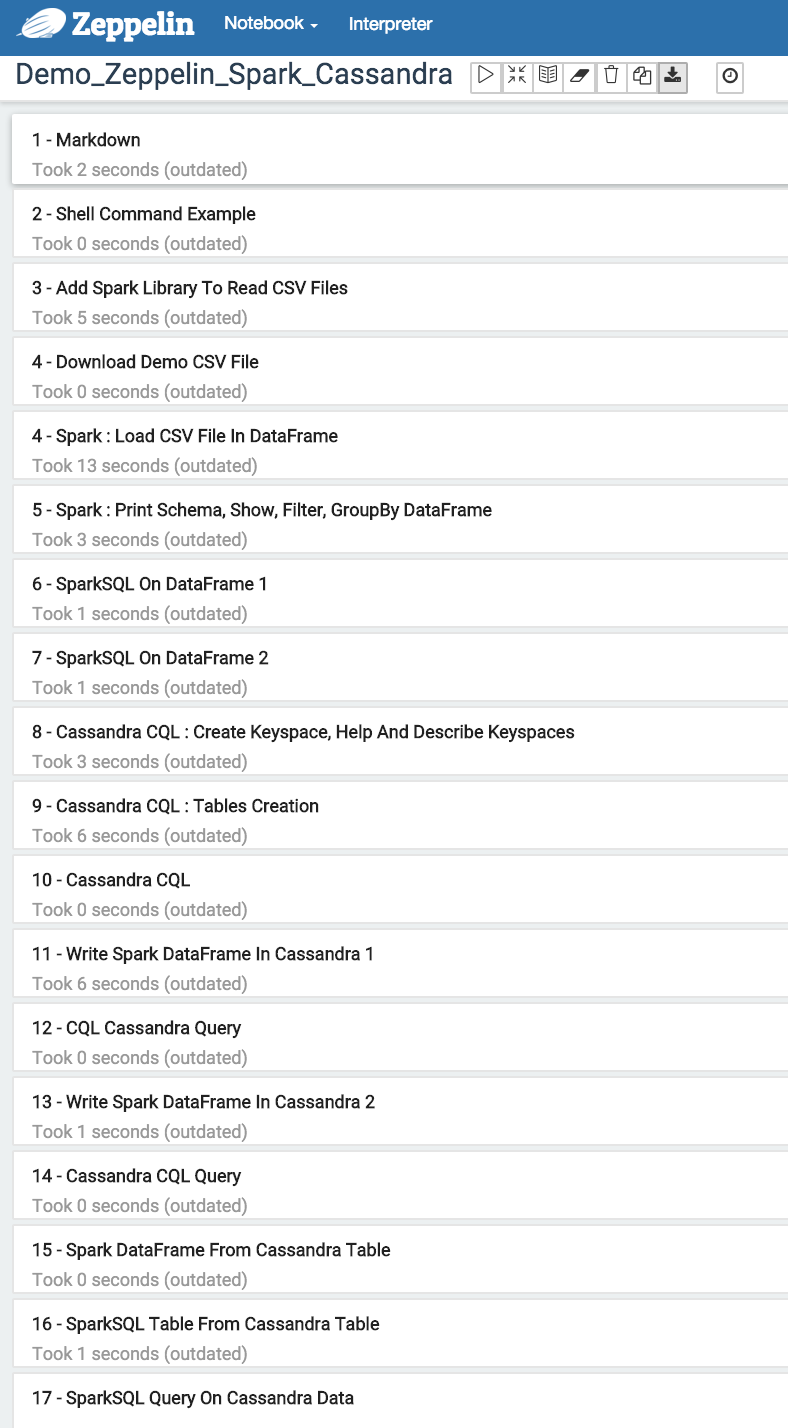 Zeppelin Notebook Interpreter
Demo_Zeppelin_Spark_Cassandra
1 - Markdown
Took 2 seconds (outdated)
2 - Shell Command Example
Took 0 seconds (outdated)
3 - Add Spark Library To Read CSV Files
Took 5 seconds (outdated)
4 - Download Demo CSV File
Took 0 seconds (outdated)
4 - Spark : Load CSV File In DataFrame
Took 13 seconds (outdated)
5 - Spark : Print Schema, Show, Filter, GroupBy DataFrame
Took 3 seconds (outdated)
6 - SparkSQL On DataFrame 1
Took 1 seconds (outdated)
7 - SparkSQL On DataFrame 2
Took 1 seconds (outdated)
8 - Cassandra CQL : Create Keyspace, Help And Describe Keyspaces
Took 3 seconds (outdated)
9 - Cassandra CQL : Tables Creation
Took 6 seconds (outdated)
10 - Cassandra CQL
Took 0 seconds (outdated)
11 - Write Spark DataFrame In Cassandra 1
Took 6 seconds (outdated)
12 - CQL Cassandra Query
Took 0 seconds (outdated)
13 - Write Spark DataFrame In Cassandra 2
Took 1 seconds (outdated)
14 - Cassandra CQL Query
Took 0 seconds (outdated)
15 - Spark DataFrame From Cassandra Table
Took 0 seconds (outdated)
16 - SparkSQL Table From Cassandra Table
Took 1 seconds (outdated)
17 - SparkSQL Query On Cassandra Data